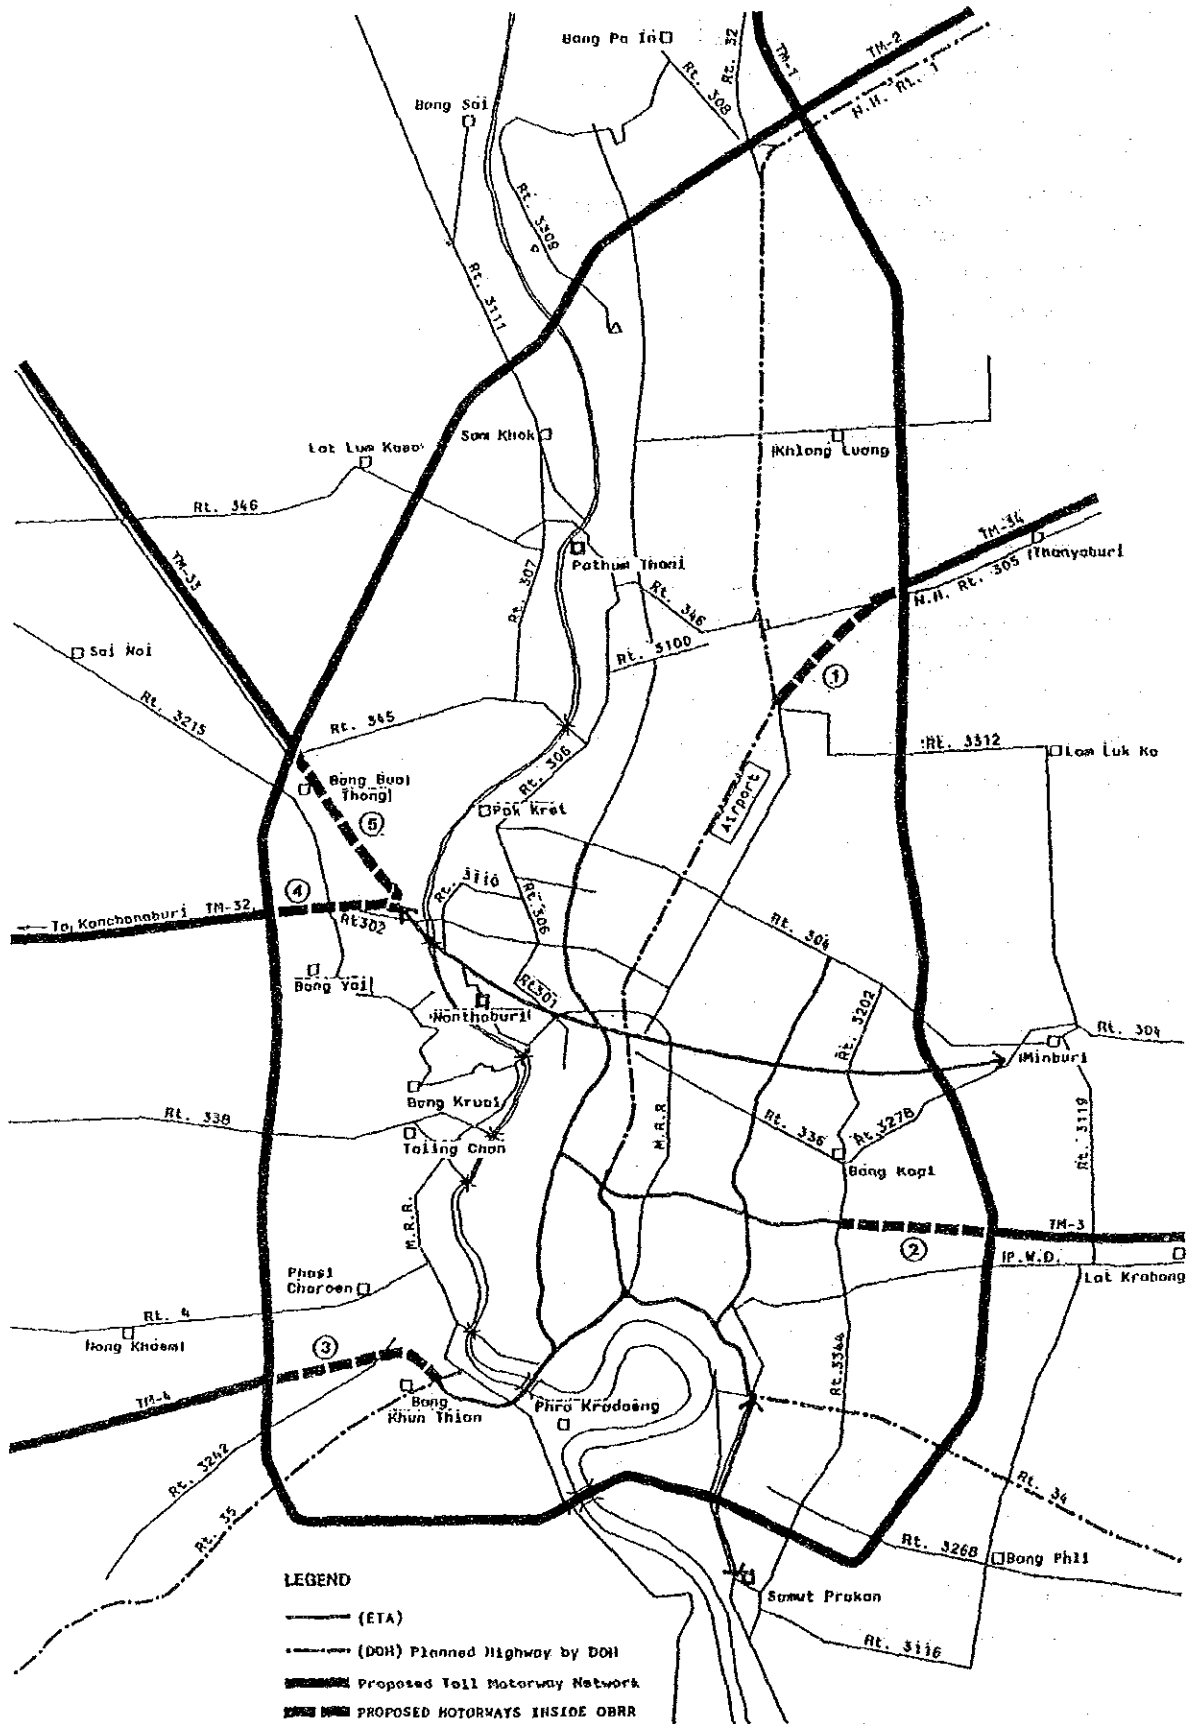 Bang Pa In
Rt. 32
TM-1
TM-2
N.H. Rt. 1
Rt. 308
Bang Sai
Rt. 3309
Rt. 3111
Lat Lum Kaeo
Sam Khok
Khlong Luang
Rt. 346
TM-33
Pathum Thani
Rt. 307
Rt. 346
Rt. 3100
TM-34
Thanyaburi
N.H. Rt. 305
①
Sai Noi
Rt. 3215
Rt. 345
Rt. 306
Rt. 3312
Lam Luk Ka
Bang Bual
Thong
Pak Kret
Airport
⑤
④
Rt. 3110
Rt. 306
To Kanchanaburi TM-32
Rt302
Rt. 304
Bang Yai
Nonthaburi
Rt301
Rt. 3202
Rt. 304
Minburi
Bang Kruai
Rt. 338
Taling Chan
M.R.R
Rt. 336
Rt. 3278
Rt. 3119
Bang Kapi
M.R.R.
TM-3
②
P.W.D.
Lat Krabang
Phasi
Charoen
Rt. 4
Nong Khaem
③
TM-4
Bang
Khun Thian
Phra Kradaeng
Rt. 3344
Rt. 3242
Rt. 35
Rt. 34
Rt. 3268
Bang Phli
Samut Prakan
Rt. 3116
LEGEND
(ETA)
(DOH) Planned Highway by DOH
Proposed Toll Motorway Network
PROPOSED MOTORWAYS INSIDE OBRR